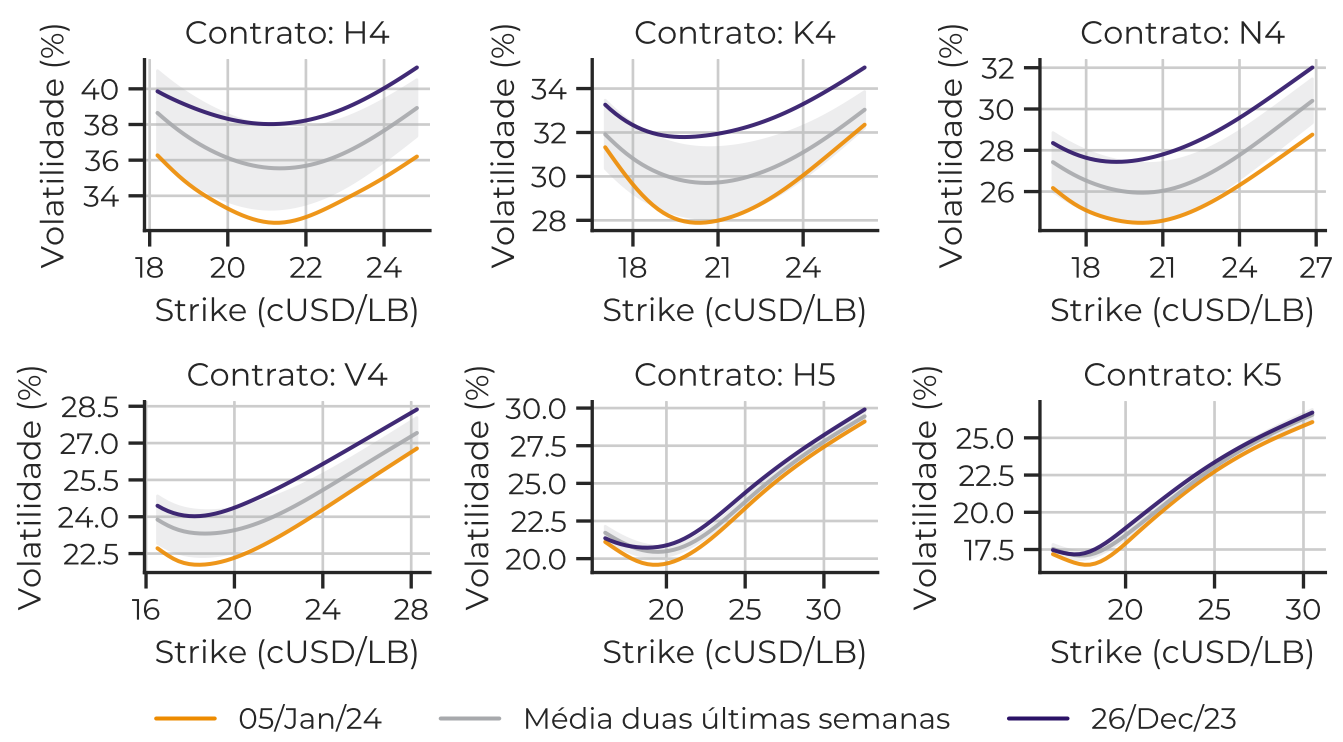 Contrato: H4
Volatilidade (%)
40
38
36
34
18 20 22 24
Strike (cUSD/LB)
Contrato: K4
Volatilidade (%)
34
32
30
28
18 21 24
Strike (cUSD/LB)
Contrato: N4
Volatilidade (%)
32
30
28
26
18 21 24 27
Strike (cUSD/LB)
Contrato: V4
Volatilidade (%)
28.5
27.0
25.5
24.0
22.5
16 20 24 28
Strike (cUSD/LB)
Contrato: H5
Volatilidade (%)
30.0
27.5
25.0
22.5
20.0
20 25 30
Strike (cUSD/LB)
Contrato: K5
Volatilidade (%)
25.0
22.5
20.0
17.5
20 25 30
Strike (cUSD/LB)
05/Jan/24 Média duas últimas semanas 26/Dec/23